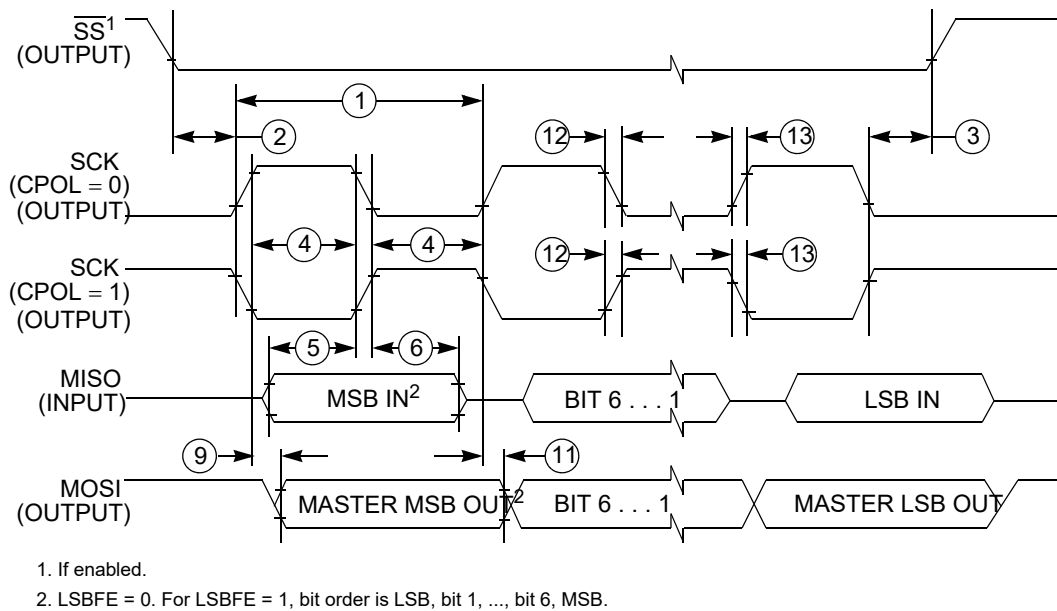 SS¹
(OUTPUT)
1
2
12
13
3
SCK
(CPOL = 0)
(OUTPUT)
4
4
SCK
(CPOL = 1)
(OUTPUT)
12
13
5
6
MISO
(INPUT)
MSB IN²
BIT 6 . . . 1
LSB IN
9
11
MOSI
(OUTPUT)
MASTER MSB OUT²
BIT 6 . . . 1
MASTER LSB OUT
1. If enabled.
2. LSBFE = 0. For LSBFE = 1, bit order is LSB, bit 1, ..., bit 6, MSB.